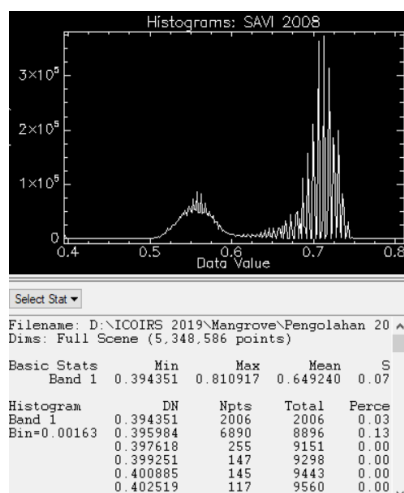 Histograms: SAVI 2008
3×10⁵
2×10⁵
1×10⁵
0
0.4 0.5 0.6 0.7 0.8
Data Value
Select Stat
Filename: D:\ICOIRS 2019\Mangrove\Pengolahan 20
Dims: Full Scene (5,348,586 points)
Basic Stats Min Max Mean S
Band 1 0.394351 0.810917 0.649240 0.07
Histogram DN Npts Total Perce
Band 1 0.394351 2006 2006 0.03
Bin=0.00163 0.395984 6890 8896 0.13
0.397618 255 9151 0.00
0.399251 147 9298 0.00
0.400885 145 9443 0.00
0.402519 117 9560 0.00